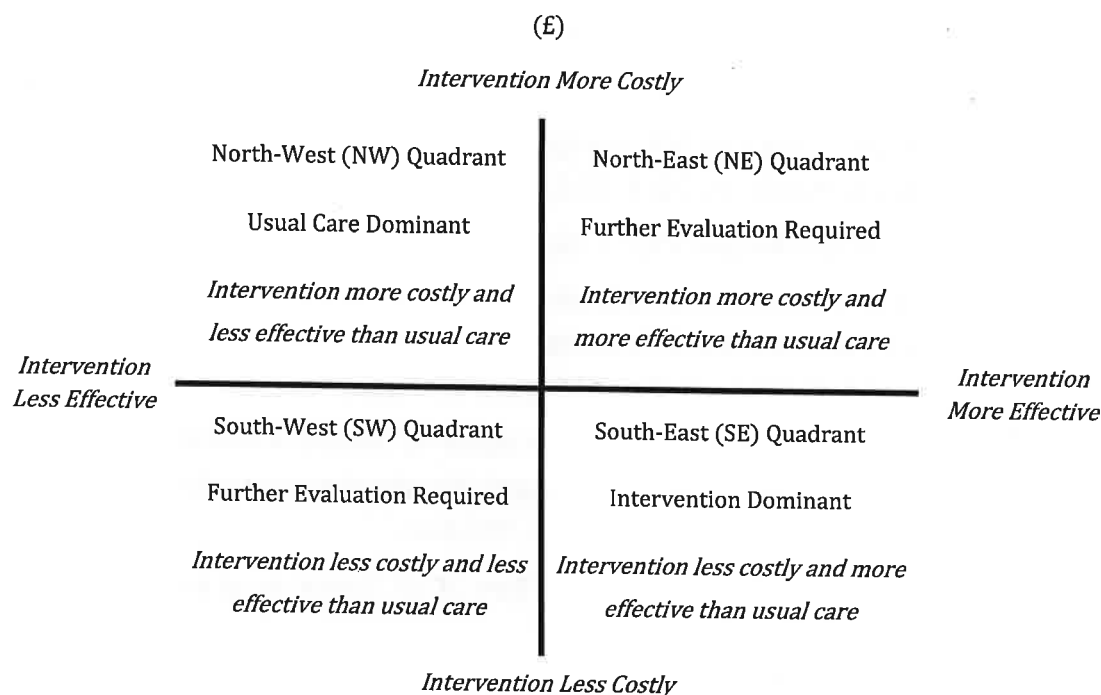 (£)
Intervention More Costly
North-West (NW) Quadrant
Usual Care Dominant
Intervention more costly and
less effective than usual care
North-East (NE) Quadrant
Further Evaluation Required
Intervention more costly and
more effective than usual care
Intervention
Less Effective
Intervention
More Effective
South-West (SW) Quadrant
Further Evaluation Required
Intervention less costly and less
effective than usual care
South-East (SE) Quadrant
Intervention Dominant
Intervention less costly and more
effective than usual care
Intervention Less Costly